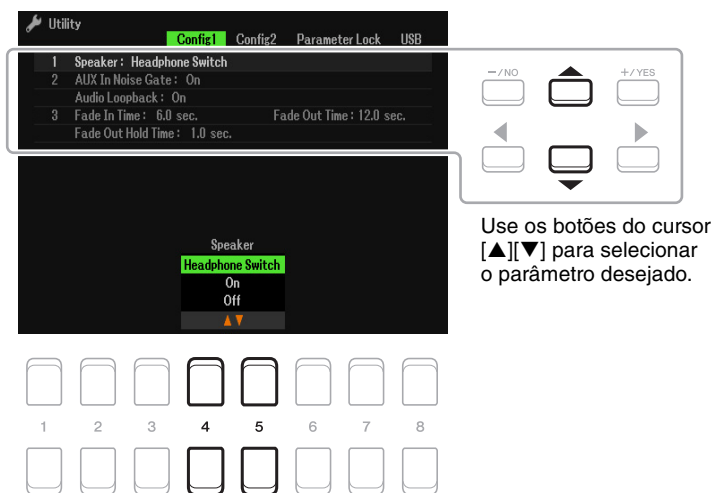 Utility
Config1 Config2 Parameter Lock USB
1 Speaker: Headphone Switch
2 AUX In Noise Gate: On
Audio Loopback: On
3 Fade In Time: 6.0 sec. Fade Out Time: 12.0 sec.
Fade Out Hold Time: 1.0 sec.
−/NO +/YES
Use os botões do cursor
[▲][▼] para selecionar
o parâmetro desejado.
Speaker
Headphone Switch
On
Off
1 2 3 4 5 6 7 8